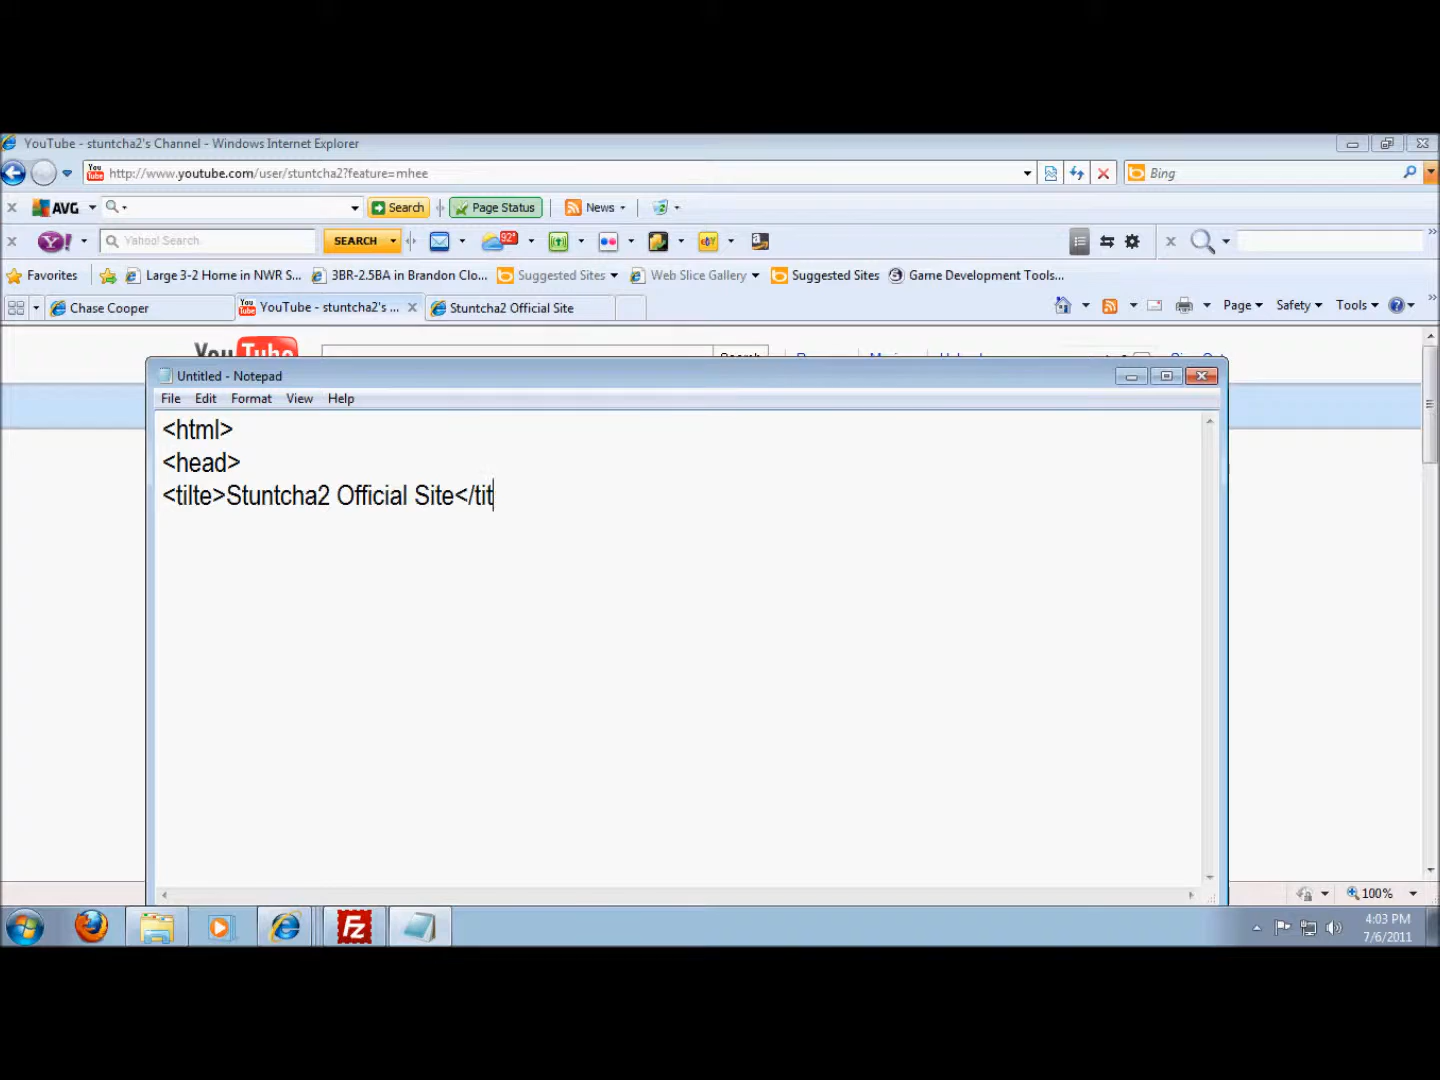 YouTube - stuntcha2's Channel - Windows Internet Explorer
http://www.youtube.com/user/stuntcha2?feature=mhee
Bing
AVG Search Page Status News
Y! Yahoo! Search SEARCH 92°
Favorites Large 3-2 Home in NWR S... 3BR-2.5BA in Brandon Clo... Suggested Sites Web Slice Gallery Suggested Sites Game Development Tools...
Chase Cooper YouTube - stuntcha2's ... Stuntcha2 Official Site Page Safety Tools
YouTube
Untitled - Notepad
File Edit Format View Help
<html>
<head>
<tilte>Stuntcha2 Official Site</tit
100%
4:03 PM
7/6/2011